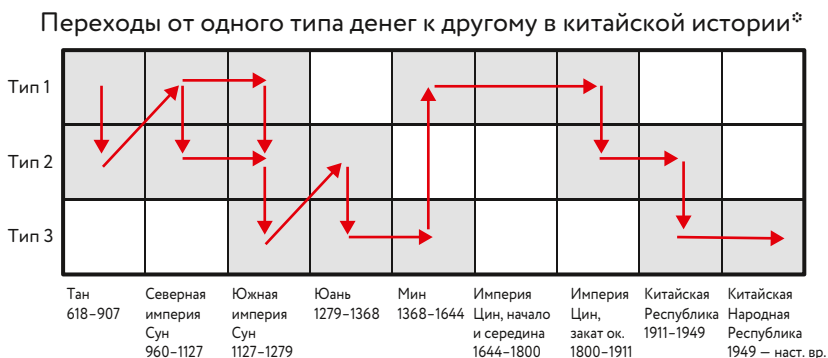 Переходы от одного типа денег к другому в китайской истории*
Тип 1
Тип 2
Тип 3
Тан
618–907
Северная
империя
Сун
960–1127
Южная
империя
Сун
1127–1279
Юань
1279–1368
Мин
1368–1644
Империя
Цин, начало
и середина
1644–1800
Империя
Цин,
закат ок.
1800–1911
Китайская
Республика
1911–1949
Китайская
Народная
Республика
1949 — наст. вр.